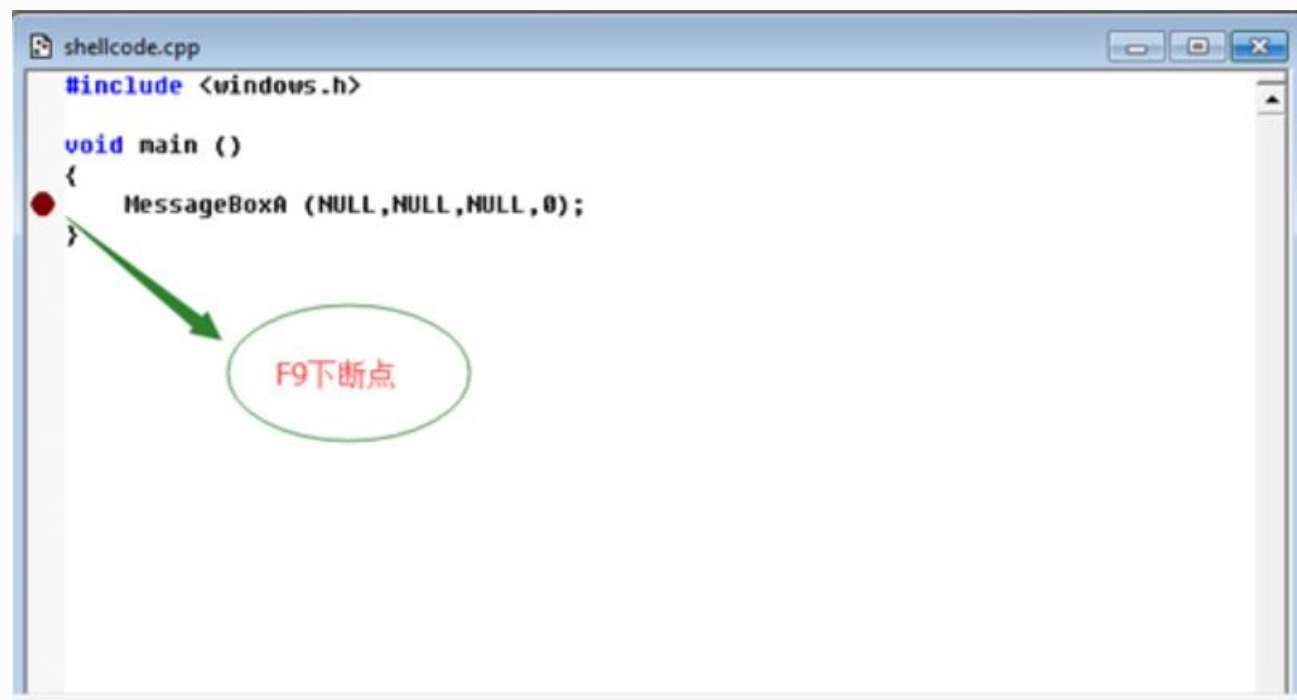 shellcode.cpp
#include <windows.h>
void main ()
{
MessageBoxA (NULL,NULL,NULL,0);
}
F9下断点